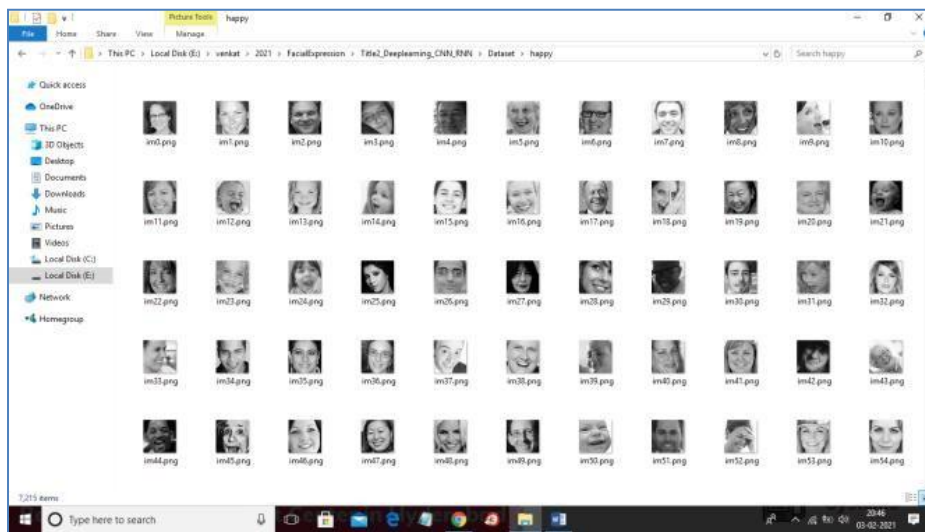 Picture Tools happy
File Home Share View Manage
This PC > Local Disk (E:) > venkat > 2021 > FacialExpression > Title2_Deeplearning_CNN_RNN > Dataset > happy
Search happy
Quick access
OneDrive
This PC
3D Objects
Desktop
Documents
Downloads
Music
Pictures
Videos
Local Disk (C:)
Local Disk (E:)
Network
Homegroup
im0.png im1.png im2.png im3.png im4.png im5.png im6.png im7.png im8.png im9.png im10.png
im11.png im12.png im13.png im14.png im15.png im16.png im17.png im18.png im19.png im20.png im21.png
im22.png im23.png im24.png im25.png im26.png im27.png im28.png im29.png im30.png im31.png im32.png
im33.png im34.png im35.png im36.png im37.png im38.png im39.png im40.png im41.png im42.png im43.png
im44.png im45.png im46.png im47.png im48.png im49.png im50.png im51.png im52.png im53.png im54.png
7,215 items
Type here to search
20:46
03-02-2021